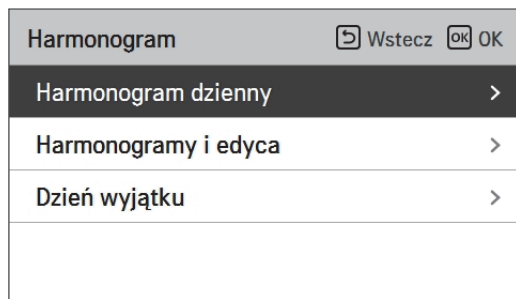 Harmonogram Wstecz OK OK
Harmonogram dzienny >
Harmonogramy i edyca >
Dzień wyjątku >